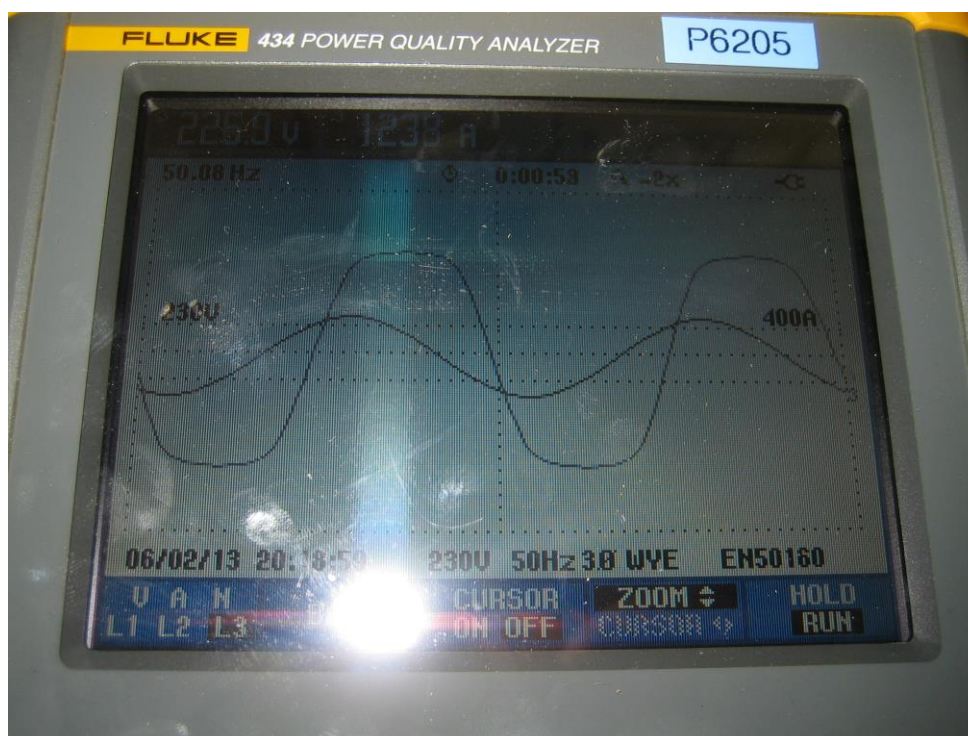 FLUKE 434 POWER QUALITY ANALYZER P6205
V A
50.08 Hz 0:00:59
230V 400A
06/02/13 230V 50Hz 3Ø WYE EN50160
V A N CURSOR ZOOM HOLD
L1 L2 L3 ON OFF CURSOR RUN